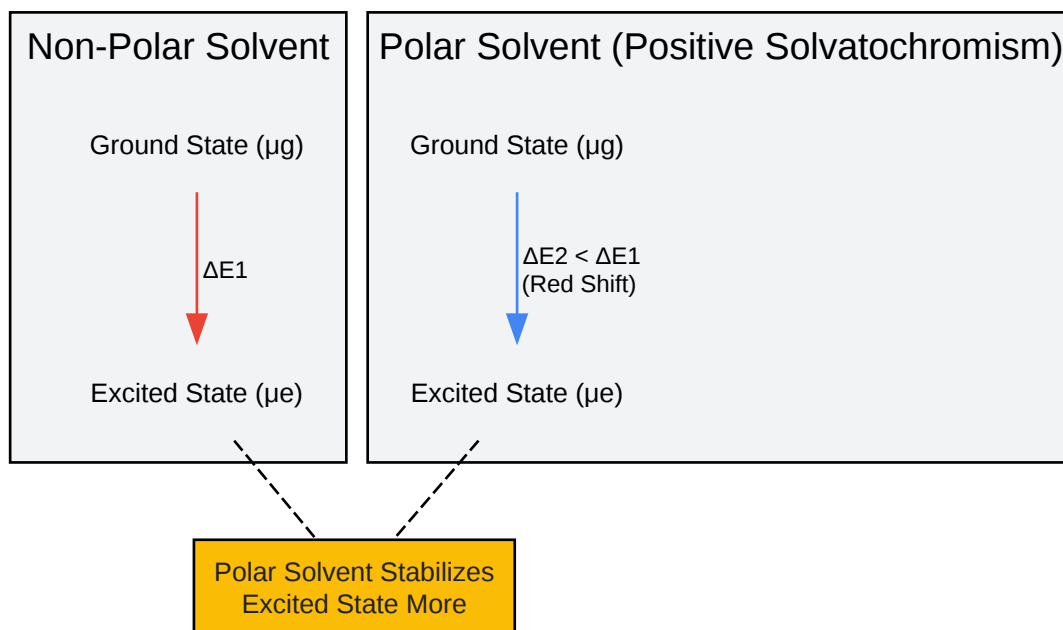 Non-Polar Solvent
Ground State (μg)
ΔE1
Excited State (μe)
Polar Solvent (Positive Solvatochromism)
Ground State (μg)
ΔE2 < ΔE1
(Red Shift)
Excited State (μe)
Polar Solvent Stabilizes
Excited State More